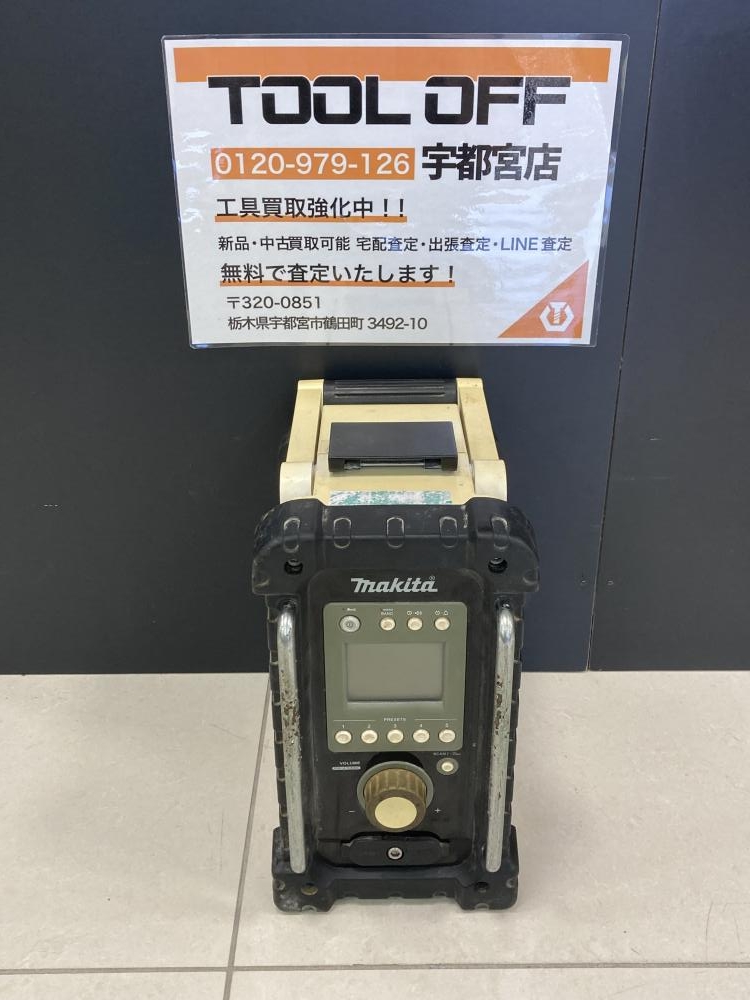 TOOL OFF
0120-979-126 宇都宮店
工具買取強化中！！
新品・中古買取可能 宅配査定・出張査定・LINE査定
無料で査定いたします！
〒320-0851
栃木県宇都宮市鶴田町 3492-10
makita®
PRESETS
1 2 3 4 5
VOLUME
- +